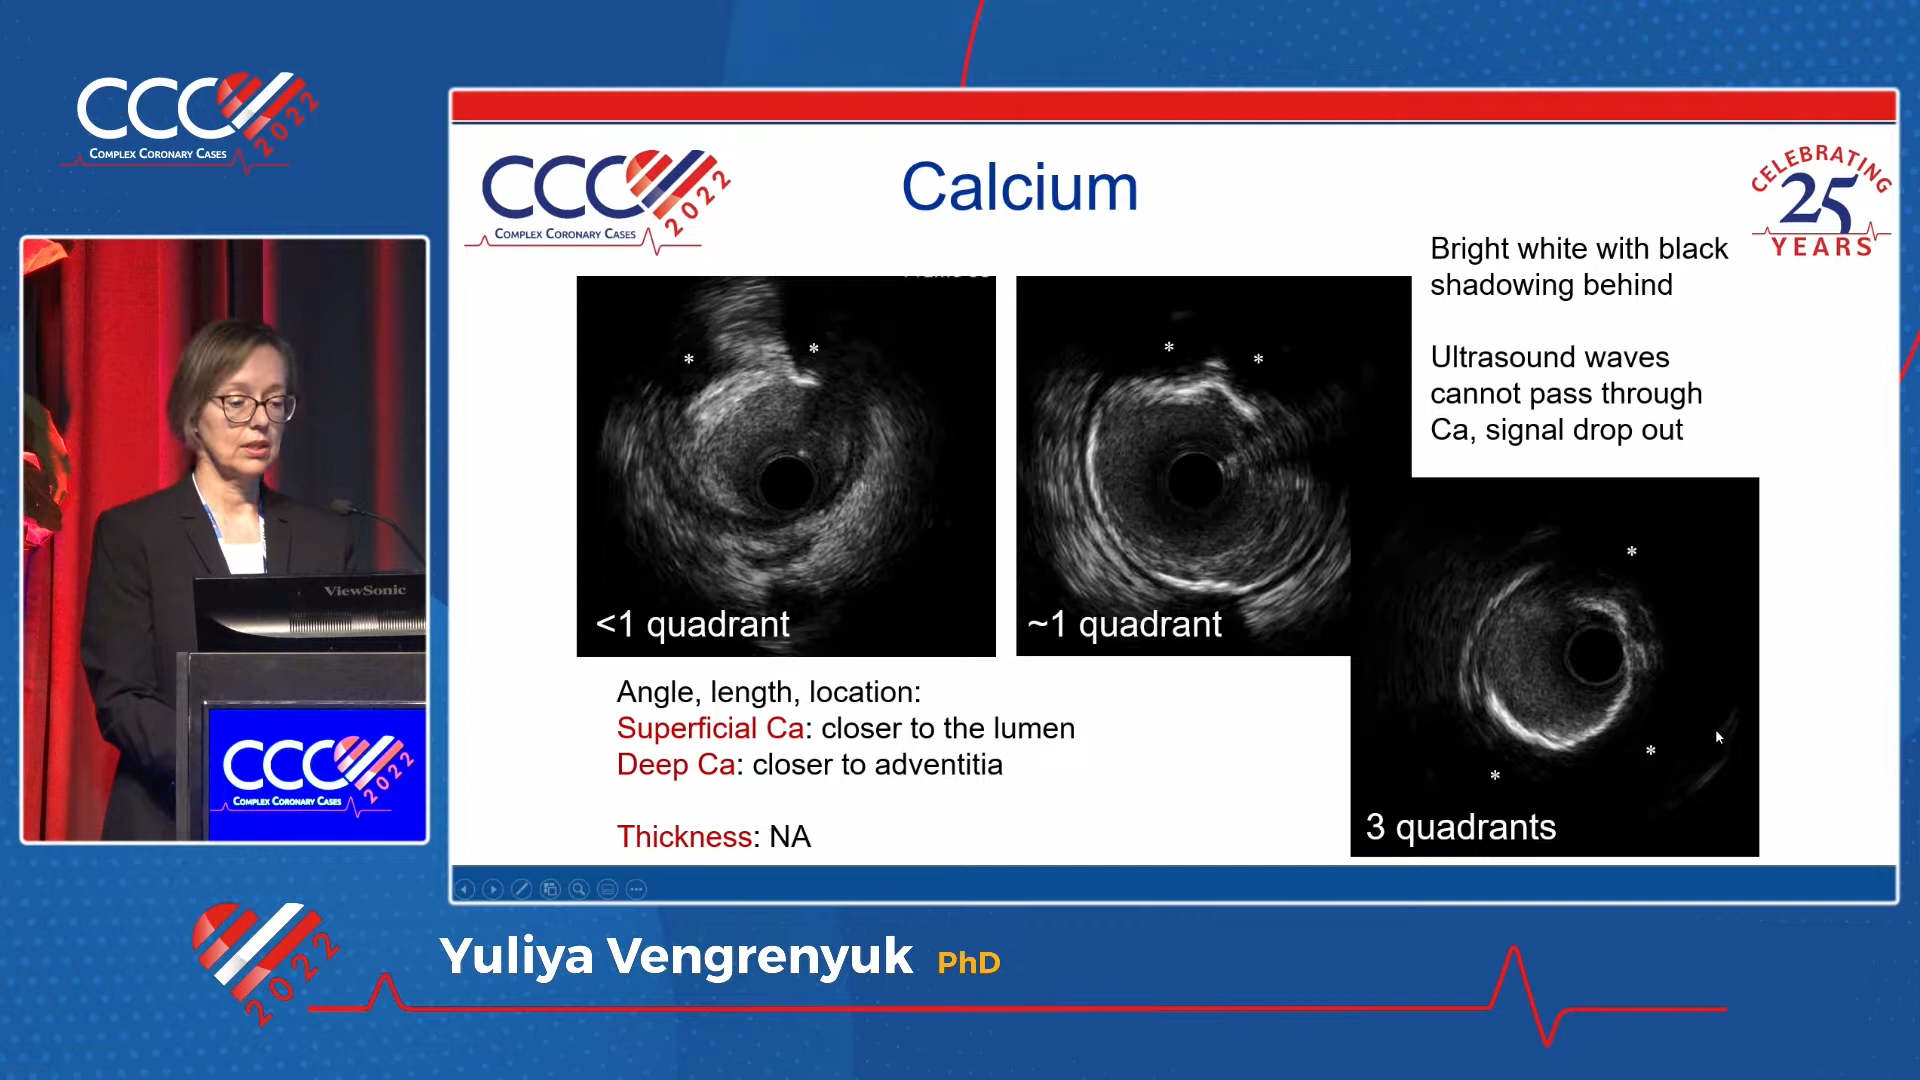 CCC
2022
COMPLEX CORONARY CASES
CCC
2022
COMPLEX CORONARY CASES
Calcium
CELEBRATING
25
YEARS
Bright white with black
shadowing behind
Ultrasound waves
cannot pass through
Ca, signal drop out
*
*
*
*
<1 quadrant
~1 quadrant
*
*
*
3 quadrants
Angle, length, location:
Superficial Ca: closer to the lumen
Deep Ca: closer to adventitia
Thickness: NA
ViewSonic
CCC
2022
COMPLEX CORONARY CASES
2022
Yuliya Vengrenyuk PhD